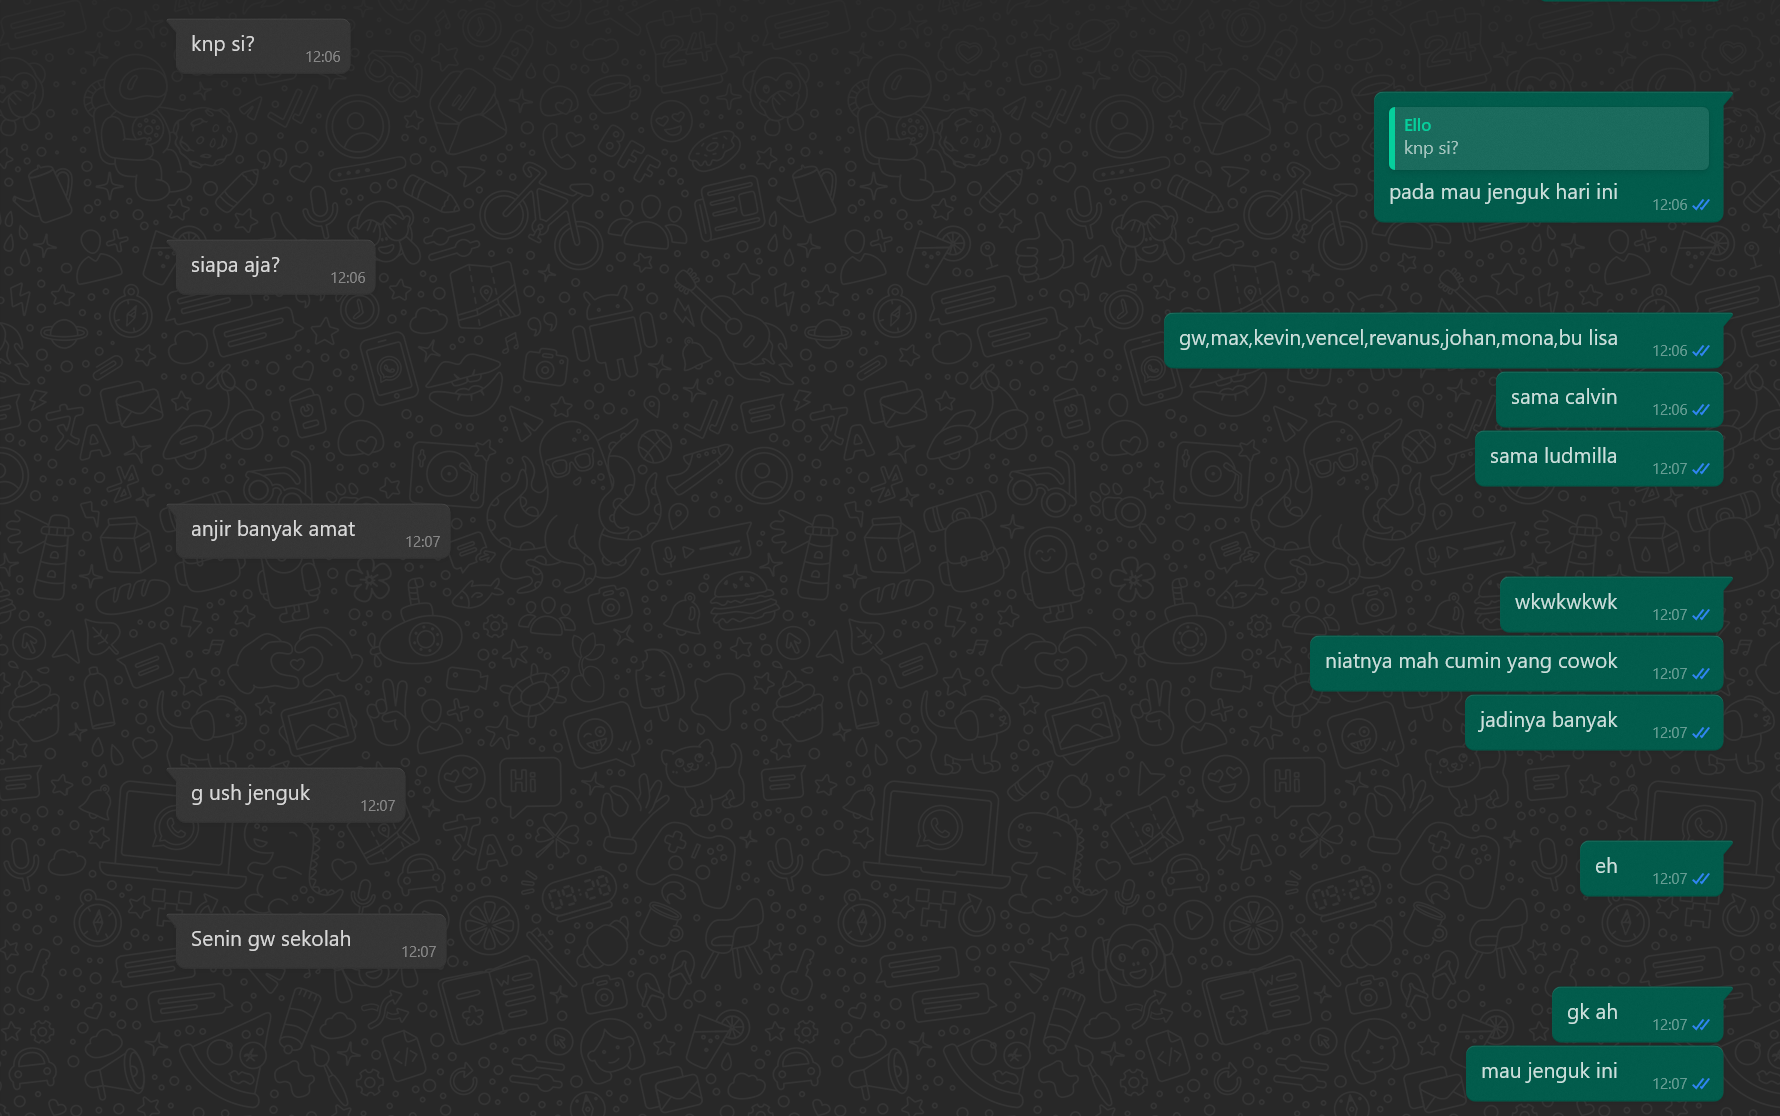 knp si?
12:06
Ello
knp si?
pada mau jenguk hari ini
12:06
siapa aja?
12:06
gw,max,kevin,vencel,revanus,johan,mona,bu lisa
12:06
sama calvin
12:06
sama ludmilla
12:07
anjir banyak amat
12:07
wkwkwkwk
12:07
niatnya mah cumin yang cowok
12:07
jadinya banyak
12:07
g ush jenguk
12:07
eh
12:07
Senin gw sekolah
12:07
gk ah
12:07
mau jenguk ini
12:07